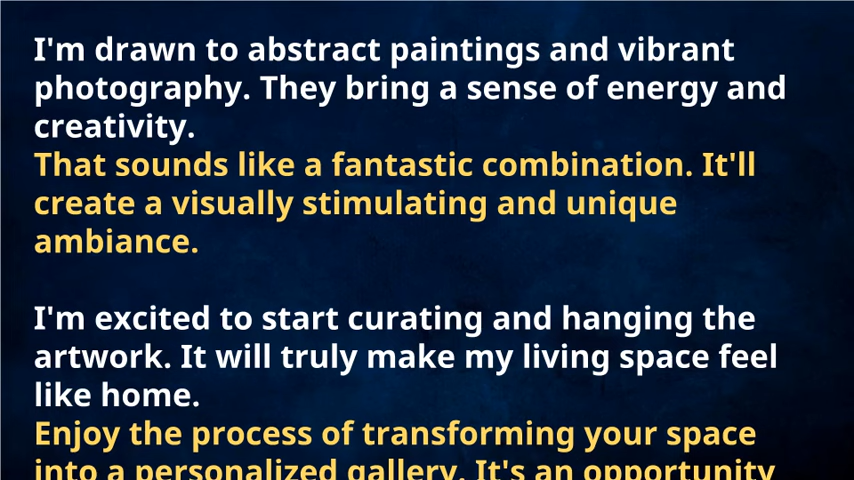 I'm drawn to abstract paintings and vibrant
photography. They bring a sense of energy and
creativity.
That sounds like a fantastic combination. It'll
create a visually stimulating and unique
ambiance.
I'm excited to start curating and hanging the
artwork. It will truly make my living space feel
like home.
Enjoy the process of transforming your space
into a personalized gallery. It's an opportunity